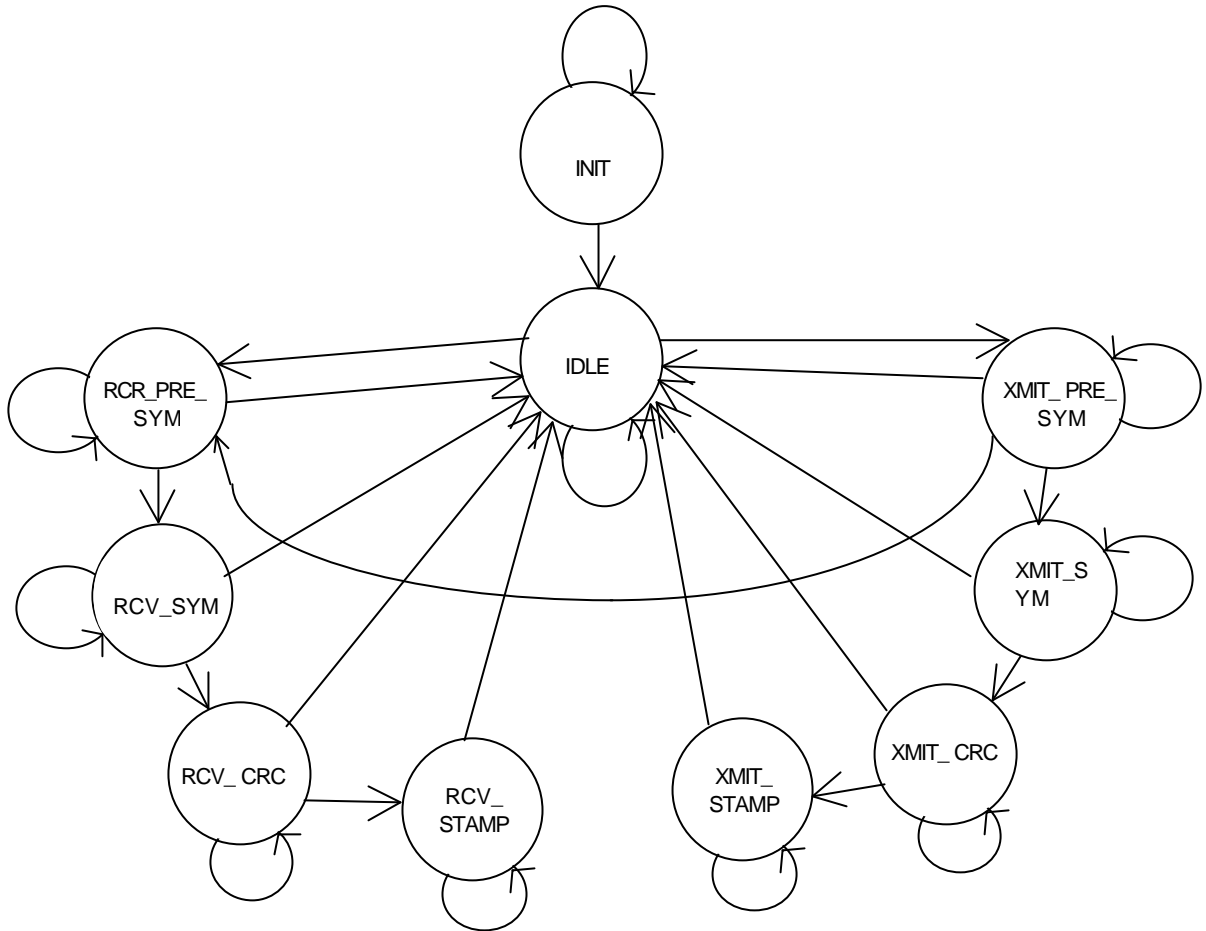 INIT
IDLE
RCR_PRE_
SYM
XMIT_ PRE_
SYM
RCV_SYM
XMIT_S
YM
RCV_ CRC
RCV_
STAMP
XMIT_
STAMP
XMIT_ CRC